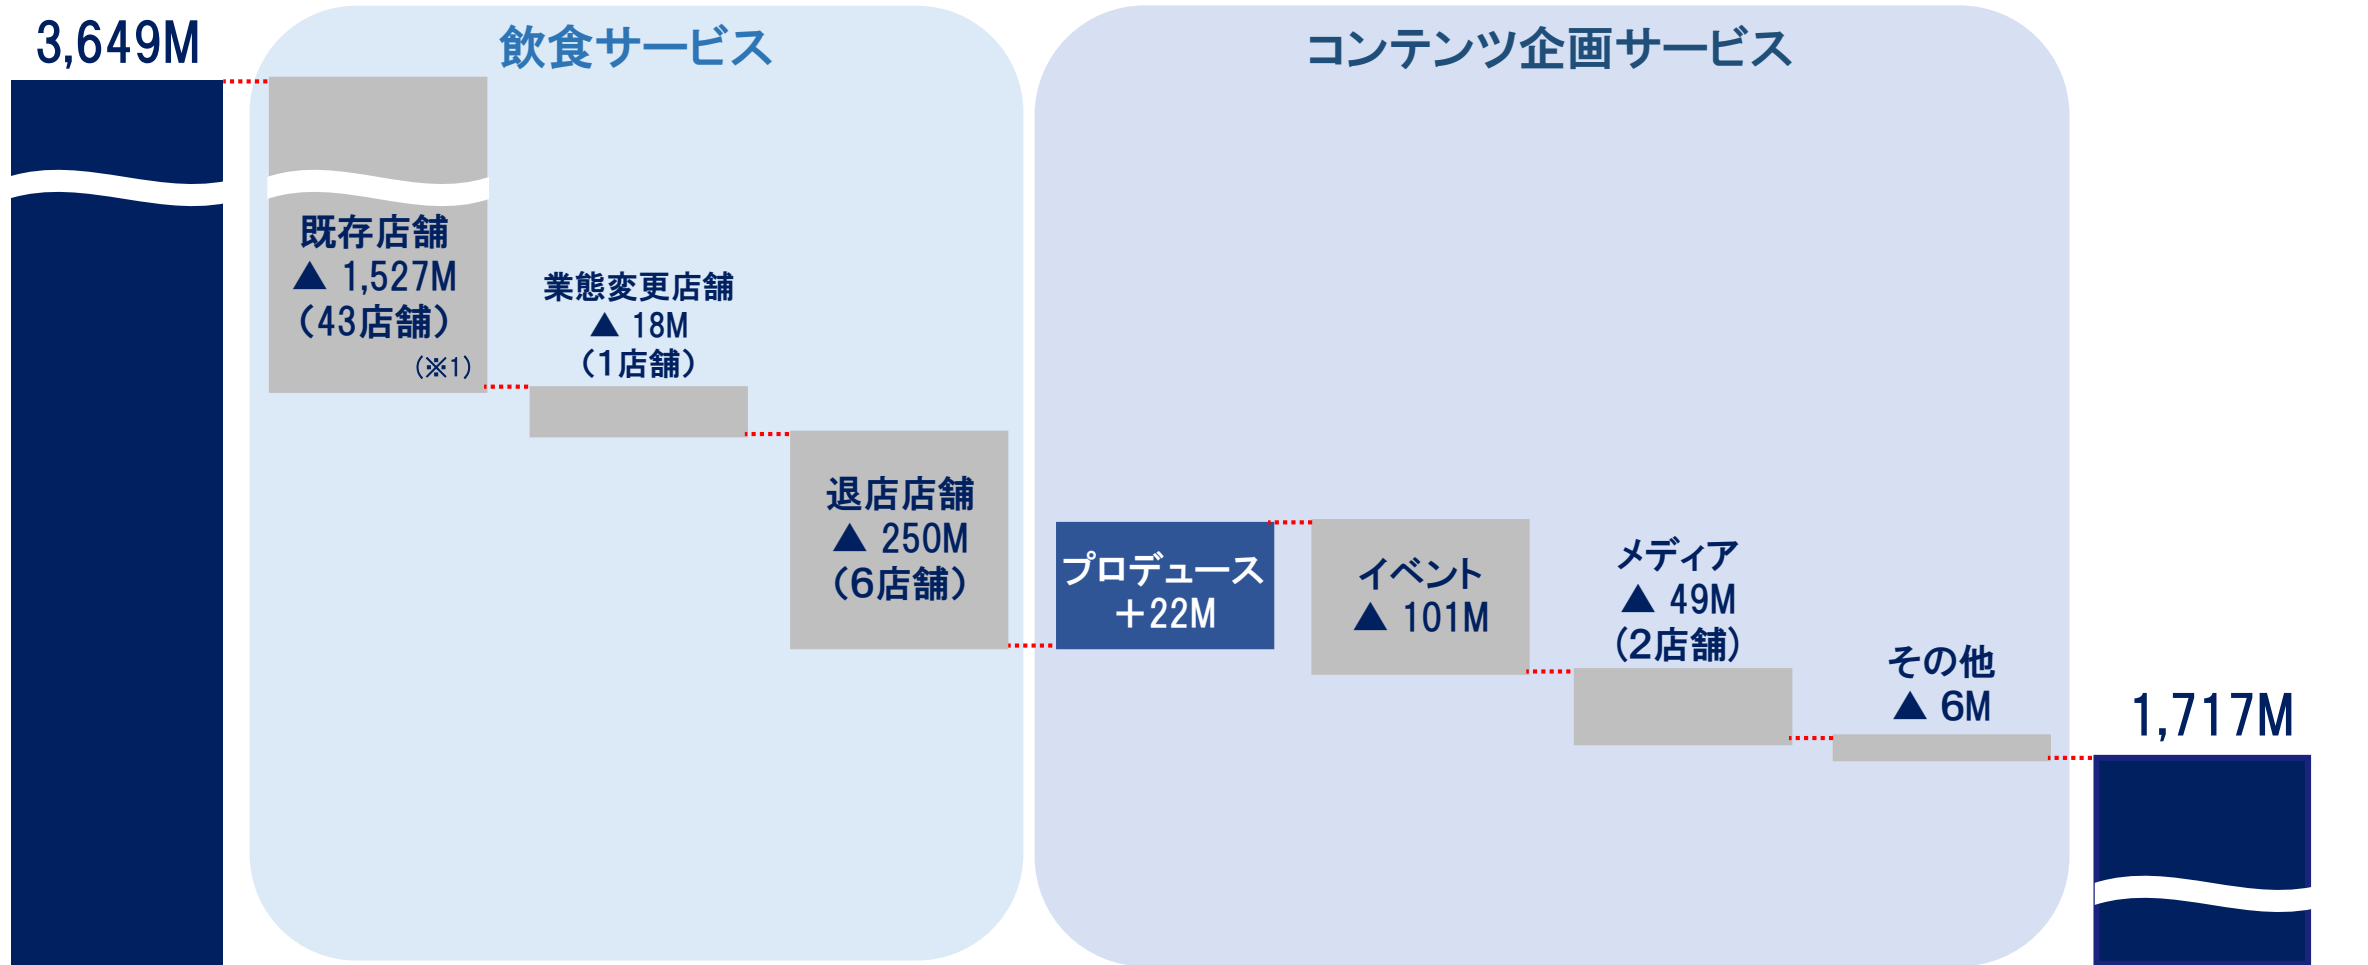 3,649M
飲食サービス
既存店舗
▲ 1,527M
（43店舗）
（※1）
業態変更店舗
▲ 18M
（1店舗）
退店店舗
▲ 250M
（6店舗）
コンテンツ企画サービス
プロデュース
＋22M
イベント
▲ 101M
メディア
▲ 49M
（2店舗）
その他
▲ 6M
1,717M